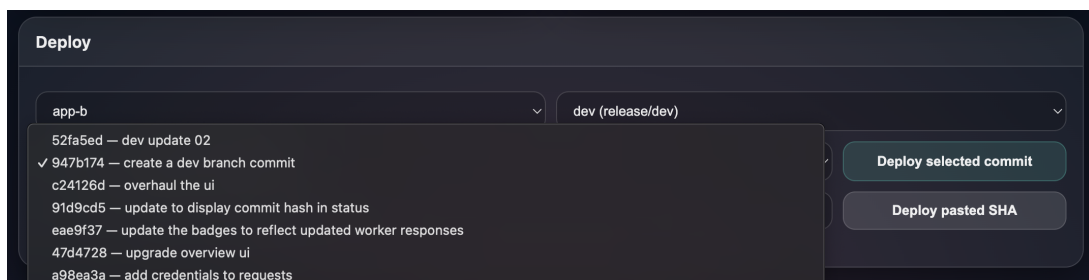 Deploy
app-b
dev (release/dev)
52fa5ed — dev update 02
✓ 947b174 — create a dev branch commit
c24126d — overhaul the ui
91d9cd5 — update to display commit hash in status
eae9f37 — update the badges to reflect updated worker responses
47d4728 — upgrade overview ui
a98ea3a — add credentials to requests
Deploy selected commit
Deploy pasted SHA